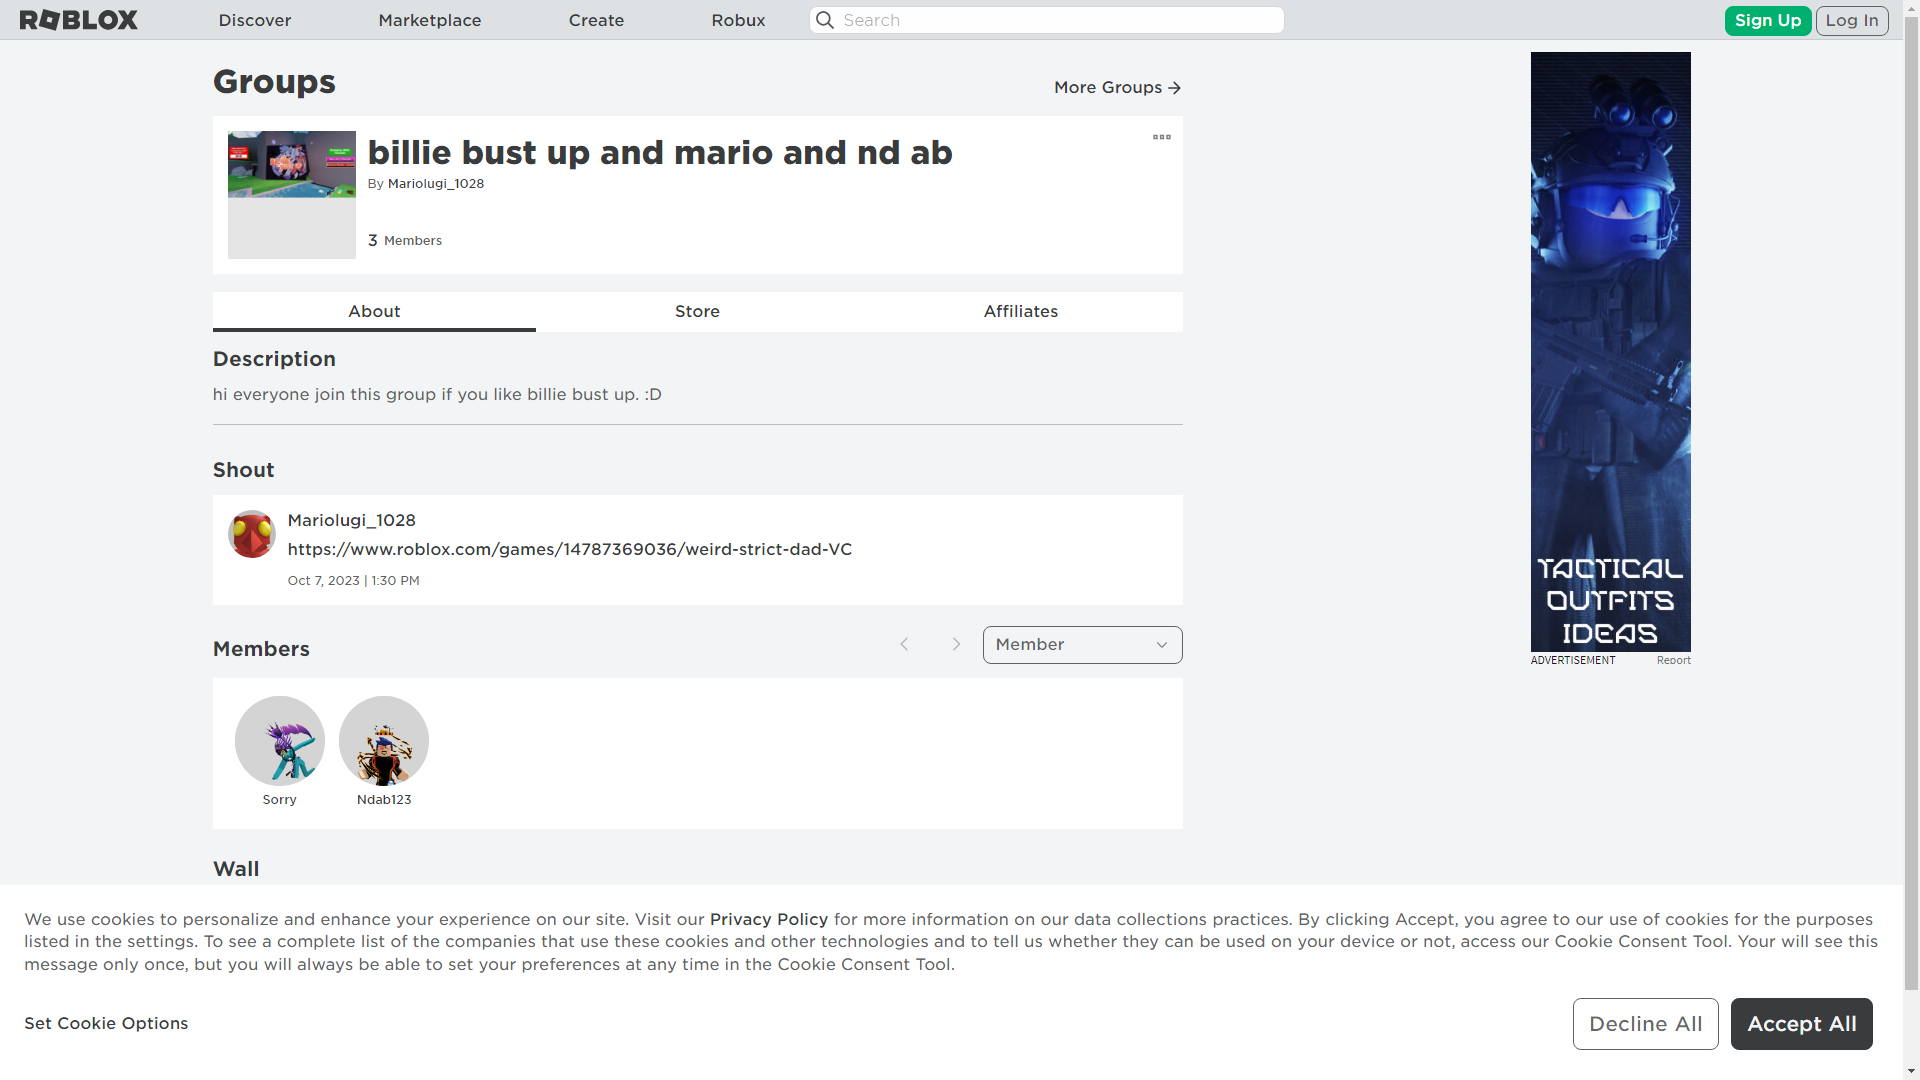 ROBLOX Discover Marketplace Create Robux Search Sign Up Log In
Groups
More Groups
billie bust up and mario and nd ab
By Mariolugi_1028
3 Members
About Store Affiliates
Description
hi everyone join this group if you like billie bust up. :D
Shout
Mariolugi_1028
https://www.roblox.com/games/14787369036/weird-strict-dad-VC
Oct 7, 2023 | 1:30 PM
Members
Member
Sorry Ndab123
Wall
TACTICAL
OUTFITS
IDEAS
ADVERTISEMENT Report
We use cookies to personalize and enhance your experience on our site. Visit our Privacy Policy for more information on our data collections practices. By clicking Accept, you agree to our use of cookies for the purposes
listed in the settings. To see a complete list of the companies that use these cookies and other technologies and to tell us whether they can be used on your device or not, access our Cookie Consent Tool. Your will see this
message only once, but you will always be able to set your preferences at any time in the Cookie Consent Tool.
Set Cookie Options
Decline All
Accept All